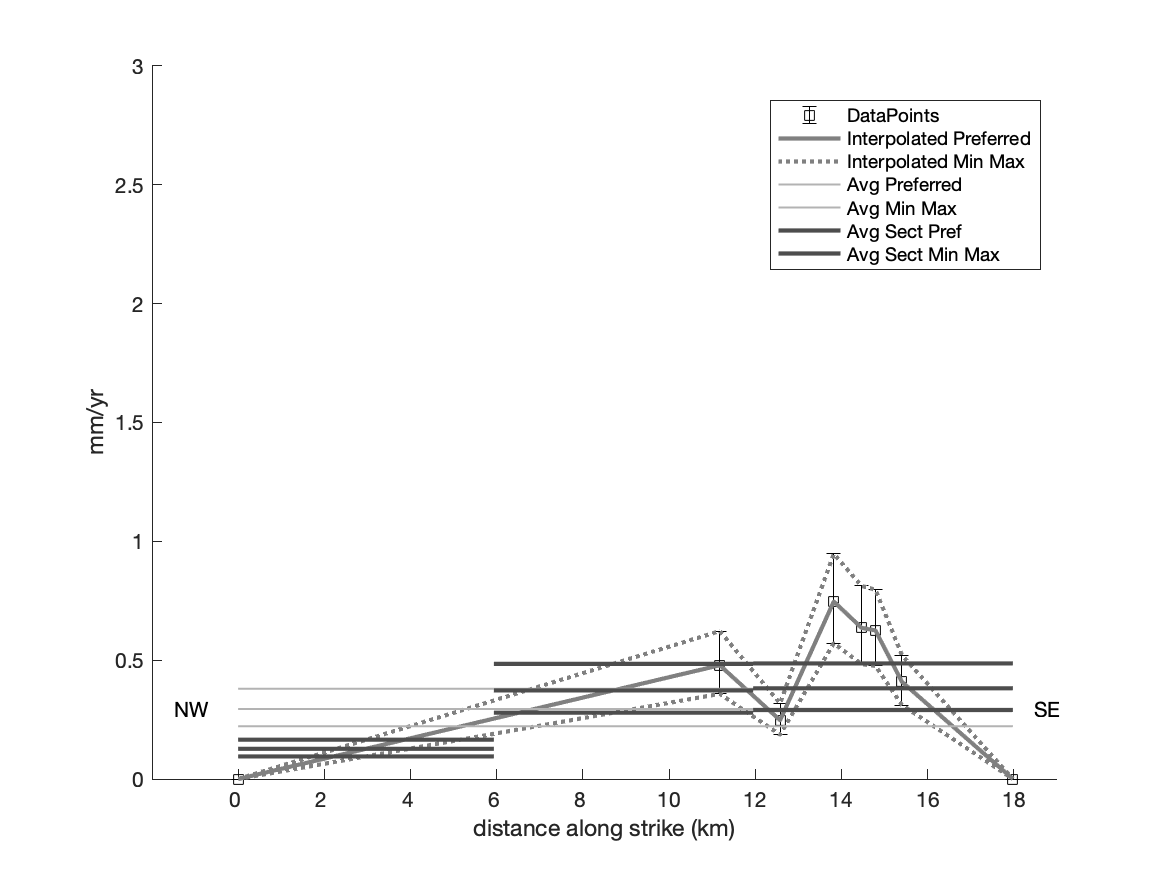 3
2.5
2
1.5
1
0.5
0
mm/yr
DataPoints
Interpolated Preferred
Interpolated Min Max
Avg Preferred
Avg Min Max
Avg Sect Pref
Avg Sect Min Max
NW
SE
0 2 4 6 8 10 12 14 16 18
distance along strike (km)